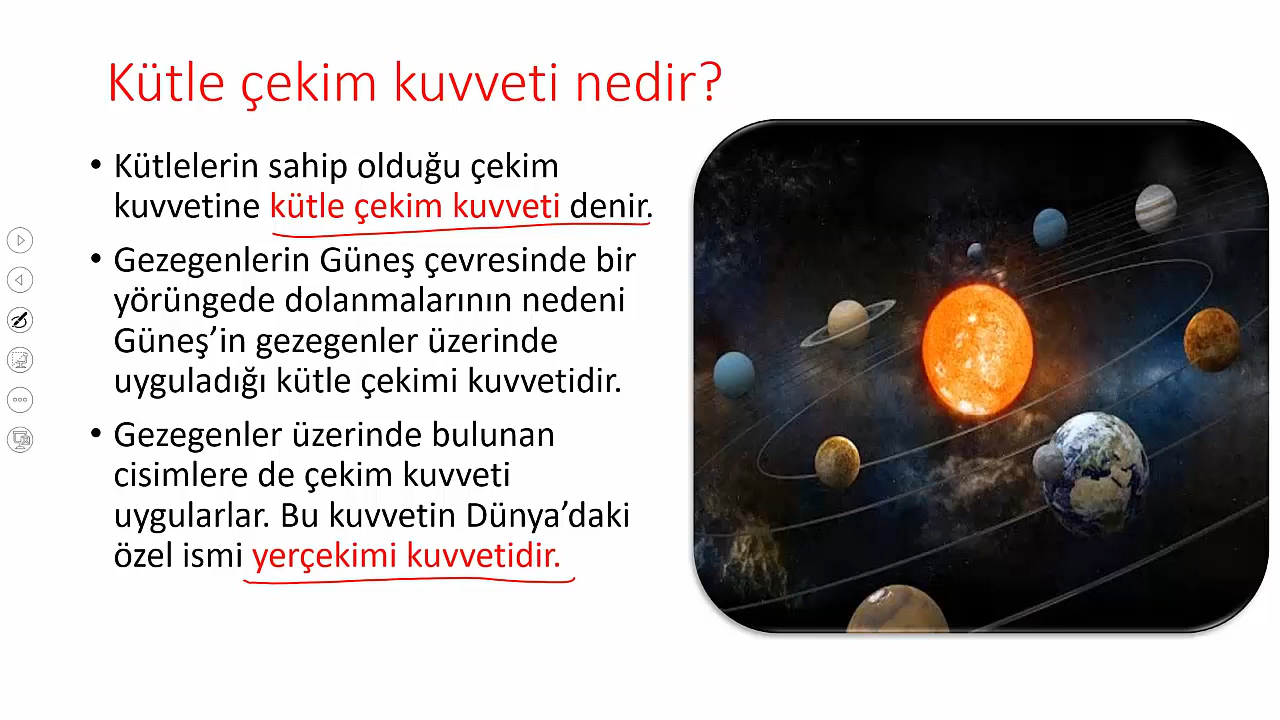 Kütle çekim kuvveti nedir?
• Kütlelerin sahip olduğu çekim
kuvvetine kütle çekim kuvveti denir.
• Gezegenlerin Güneş çevresinde bir
yörüngede dolanmalarının nedeni
Güneş’in gezegenler üzerinde
uyguladığı kütle çekimi kuvvetidir.
• Gezegenler üzerinde bulunan
cisimlere de çekim kuvveti
uygularlar. Bu kuvvetin Dünya’daki
özel ismi yerçekimi kuvvetidir.